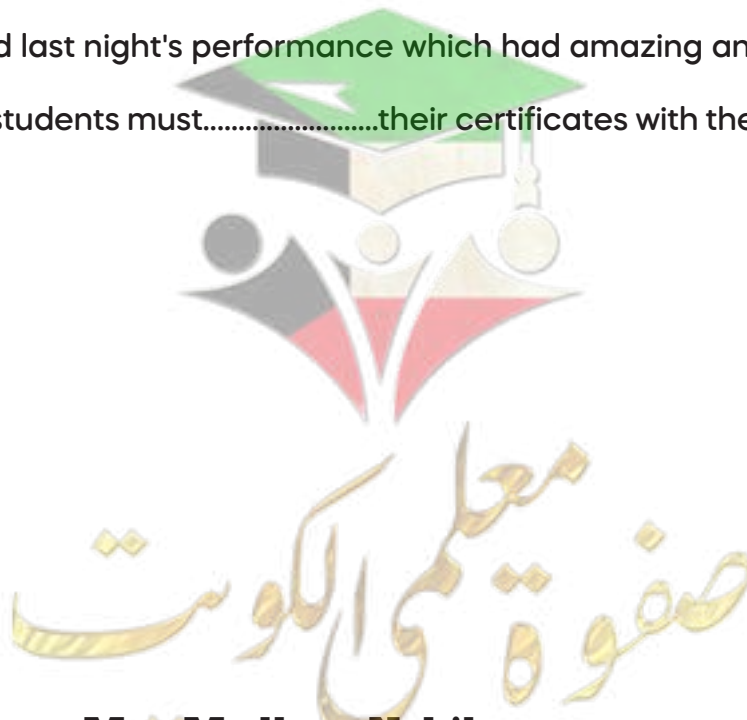 last night's performance which had amazing
students must........................their certificates with the
صفوة معلمي الكويت